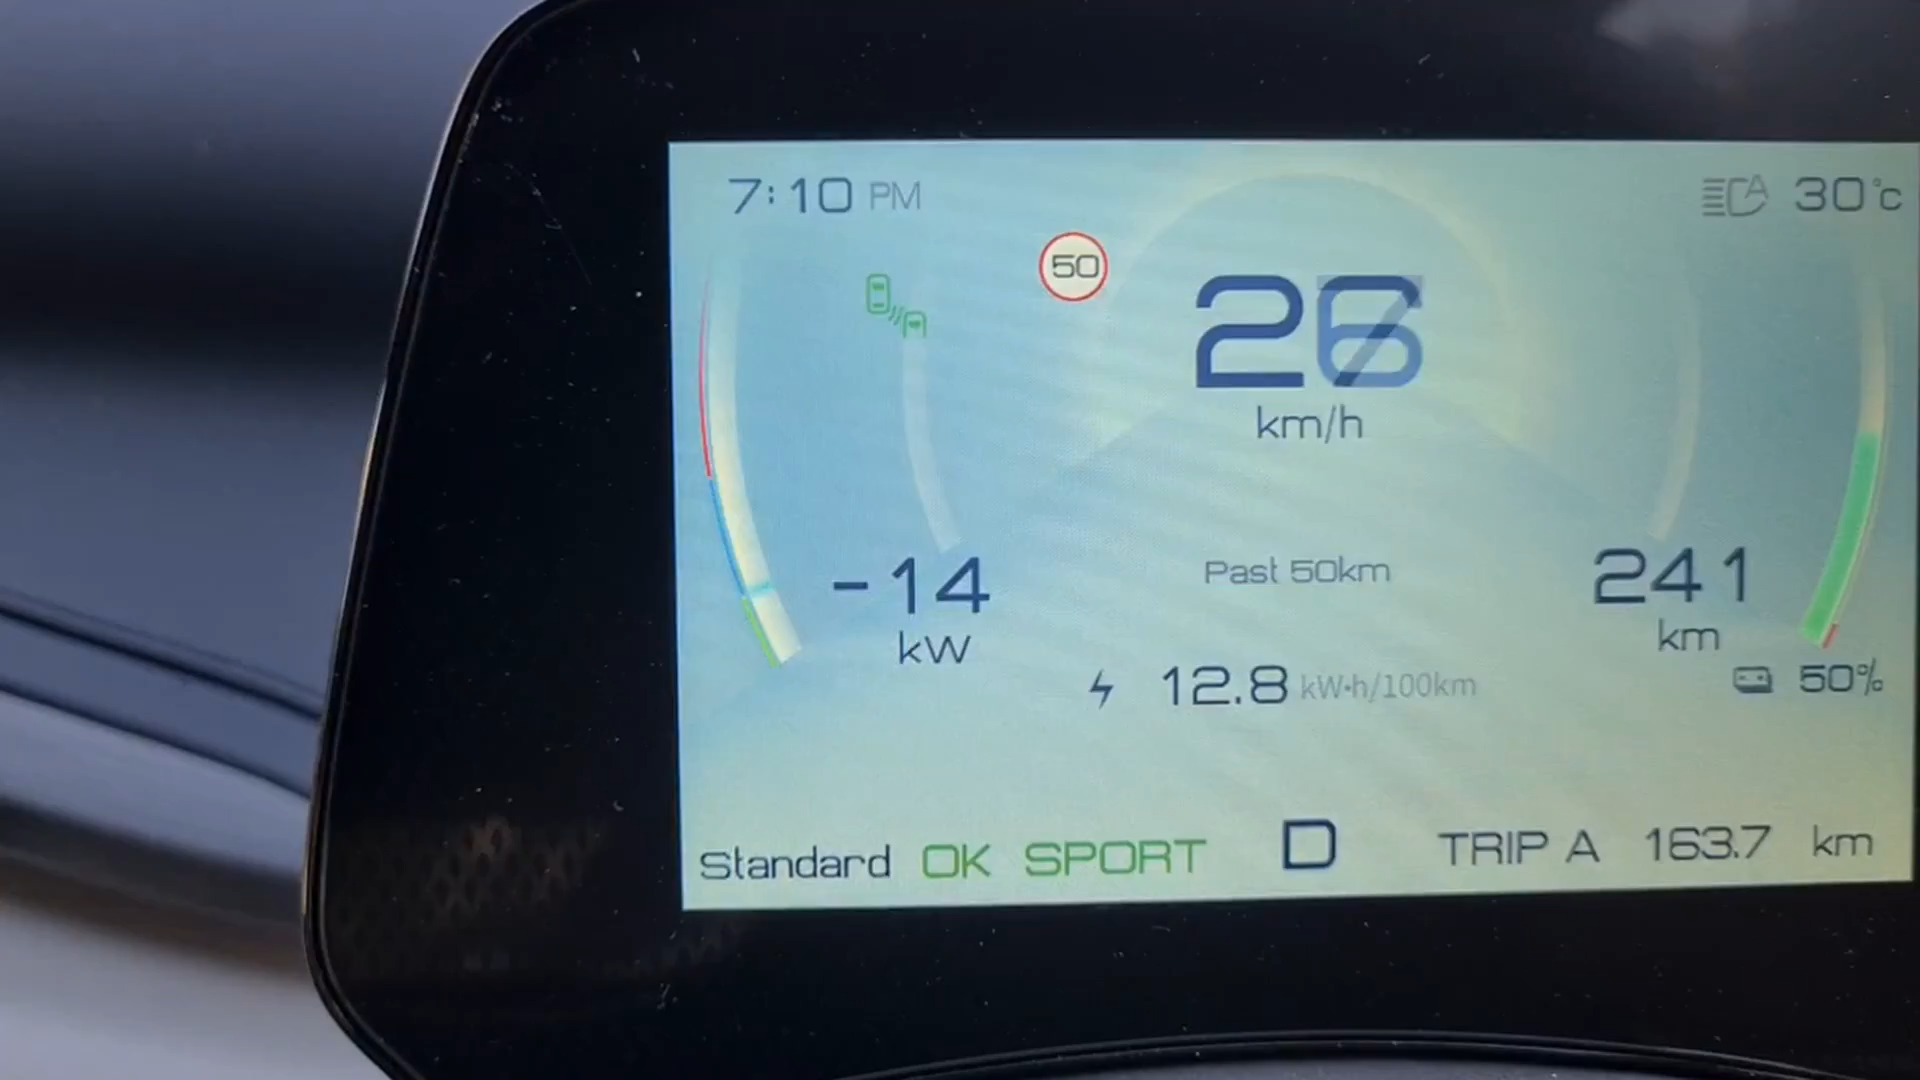 7:10 PM
30°c
50
km/h
-14
kW
Past 50km
241
km
12.8 kW·h/100km
50%
Standard OK SPORT D TRIP A 163.7 km